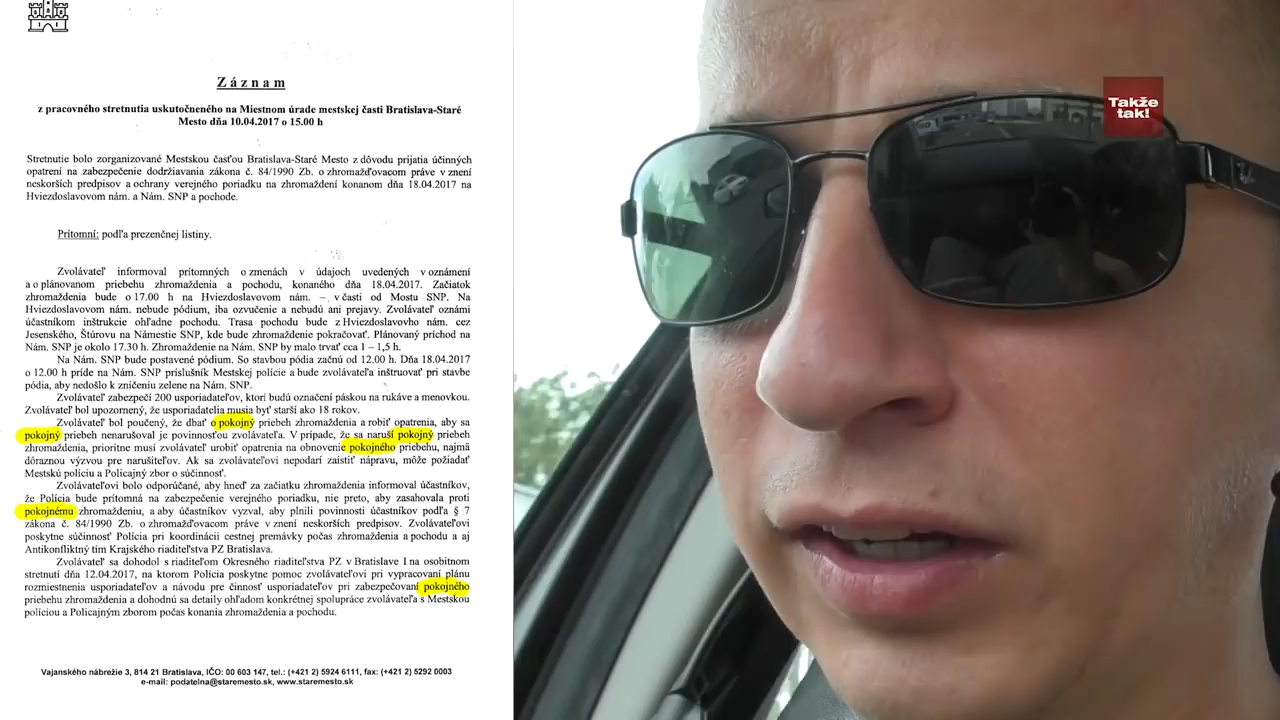 Záznam
z pracovného stretnutia uskutočneného na Miestnom úrade mestskej časti Bratislava-Staré
Mesto dňa 10.04.2017 o 15.00 h
Stretnutie bolo zorganizované Mestskou časťou Bratislava-Staré Mesto z dôvodu prijatia účinných
opatrení na zabezpečenie dodržiavania zákona č. 84/1990 Zb. o zhromažďovacom práve v znení
neskorších predpisov a ochrany verejného poriadku na zhromaždení konanom dňa 18.04.2017 na
Hviezdoslavovom nám. a Nám. SNP a pochode.
Prítomní: podľa prezenčnej listiny.
Zvolávateľ informoval prítomných o zmenách v údajoch uvedených v oznámení
a o plánovanom priebehu zhromaždenia a pochodu, konaného dňa 18.04.2017. Začiatok
zhromaždenia bude o 17.00 h na Hviezdoslavovom nám. – v časti od Mostu SNP. Na
Hviezdoslavovom nám. nebude pódium, iba ozvučenie a nebudú ani prejavy. Zvolávateľ oznámi
účastníkom inštrukcie ohľadne pochodu. Trasa pochodu bude z Hviezdoslavovho nám. cez
Jesenského, Štúrovu na Námestie SNP, kde bude zhromaždenie pokračovať. Plánovaný príchod na
Nám. SNP je okolo 17.30 h. Zhromaždenie na Nám. SNP by malo trvať cca 1 – 1,5 h.
Na Nám. SNP bude postavené pódium. So stavbou pódia začnú od 12.00 h. Dňa 18.04.2017
o 12.00 h príde na Nám. SNP príslušník Mestskej polície a bude zvolávateľa inštruovať pri stavbe
pódia, aby nedošlo k zničeniu zelene na Nám. SNP.
Zvolávateľ zabezpečí 200 usporiadateľov, ktorí budú označení páskou na rukáve a menovkou.
Zvolávateľ bol upozornený, že usporiadatelia musia byť starší ako 18 rokov.
Zvolávateľ bol poučený, že dbať o pokojný priebeh zhromaždenia a robiť opatrenia, aby sa
pokojný priebeh nenarušoval je povinnosťou zvolávateľa. V prípade, že sa naruší pokojný priebeh
zhromaždenia, prioritne musí zvolávateľ urobiť opatrenia na obnovenie pokojného priebehu, najmä
dôraznou výzvou pre narušiteľov. Ak sa zvolávateľovi nepodarí zaistiť nápravu, môže požiadať
Mestskú políciu a Policajný zbor o súčinnosť.
Zvolávateľovi bolo odporúčané, aby hneď za začiatku zhromaždenia informoval účastníkov,
že Polícia bude prítomná na zabezpečenie verejného poriadku, nie preto, aby zasahovala proti
pokojnému zhromaždeniu, a aby účastníkov vyzval, aby plnili povinnosti účastníkov podľa § 7
zákona č. 84/1990 Zb. o zhromažďovacom práve v znení neskorších predpisov. Zvolávateľovi
poskytne súčinnosť Polícia pri koordinácii cestnej premávky počas zhromaždenia a pochodu a aj
Antikonfliktný tím Krajského riaditeľstva PZ Bratislava.
Zvolávateľ sa dohodol s riaditeľom Okresného riaditeľstva PZ v Bratislave I na osobitnom
stretnutí dňa 12.04.2017, na ktorom Polícia poskytne pomoc zvolávateľovi pri vypracovaní plánu
rozmiestnenia usporiadateľov a návodu pre činnosť usporiadateľov pri zabezpečovaní pokojného
priebehu zhromaždenia a dohodnú sa detaily ohľadom konkrétnej spolupráce zvolávateľa s Mestskou
políciou a Policajným zborom počas konania zhromaždenia a pochodu.
Vajanského nábrežie 3, 814 21 Bratislava, IČO: 00 603 147, tel.: (+421 2) 5924 6111, fax: (+421 2) 5292 0003
e-mail: podatelna@staremesto.sk, www.staremesto.sk
Takže
tak!